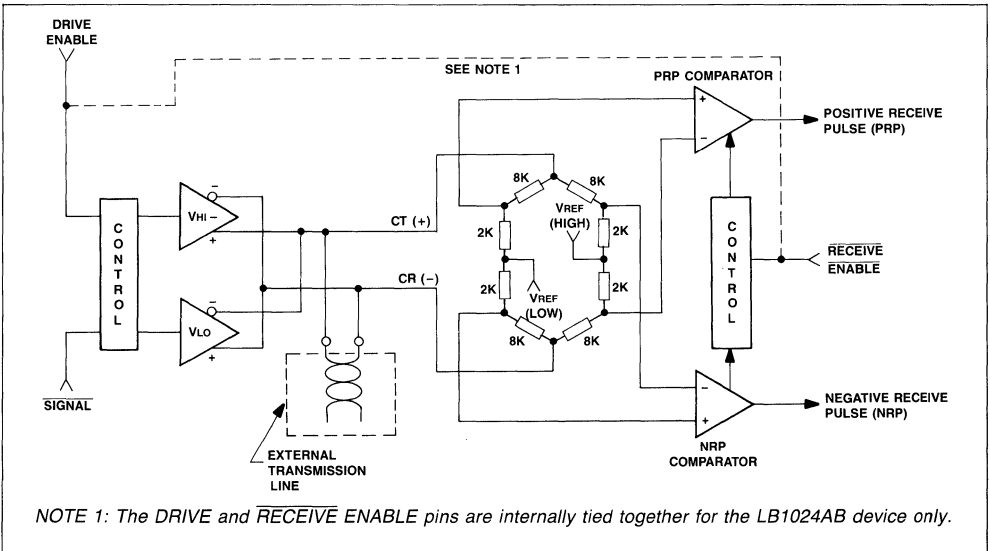 DRIVE
ENABLE
SEE NOTE 1
PRP COMPARATOR
+
−
POSITIVE RECEIVE
PULSE (PRP)
8K
8K
CONTROL
−
VHI −
+
CT (+)
VREF
(HIGH)
2K
2K
CONTROL
RECEIVE
ENABLE
CR (−)
2K
VREF
(LOW)
2K
−
VLO
+
8K
8K
SIGNAL
−
+
NEGATIVE RECEIVE
PULSE (NRP)
EXTERNAL
TRANSMISSION
LINE
NRP
COMPARATOR
NOTE 1: The DRIVE and RECEIVE ENABLE pins are internally tied together for the LB1024AB device only.